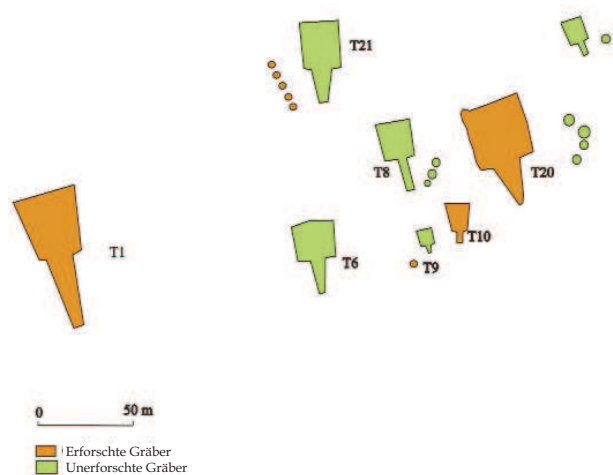 T21
T8
T20
T10
T1
T6
T9
0 50 m
Erforschte Gräber
Unerforschte Gräber